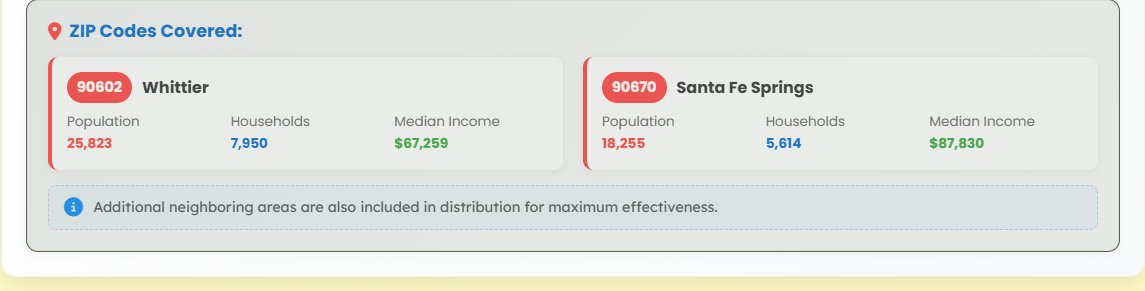 ZIP Codes Covered:
90602 Whittier
Population Households Median Income
25,823 7,950 $67,259
90670 Santa Fe Springs
Population Households Median Income
18,255 5,614 $87,830
Additional neighboring areas are also included in distribution for maximum effectiveness.